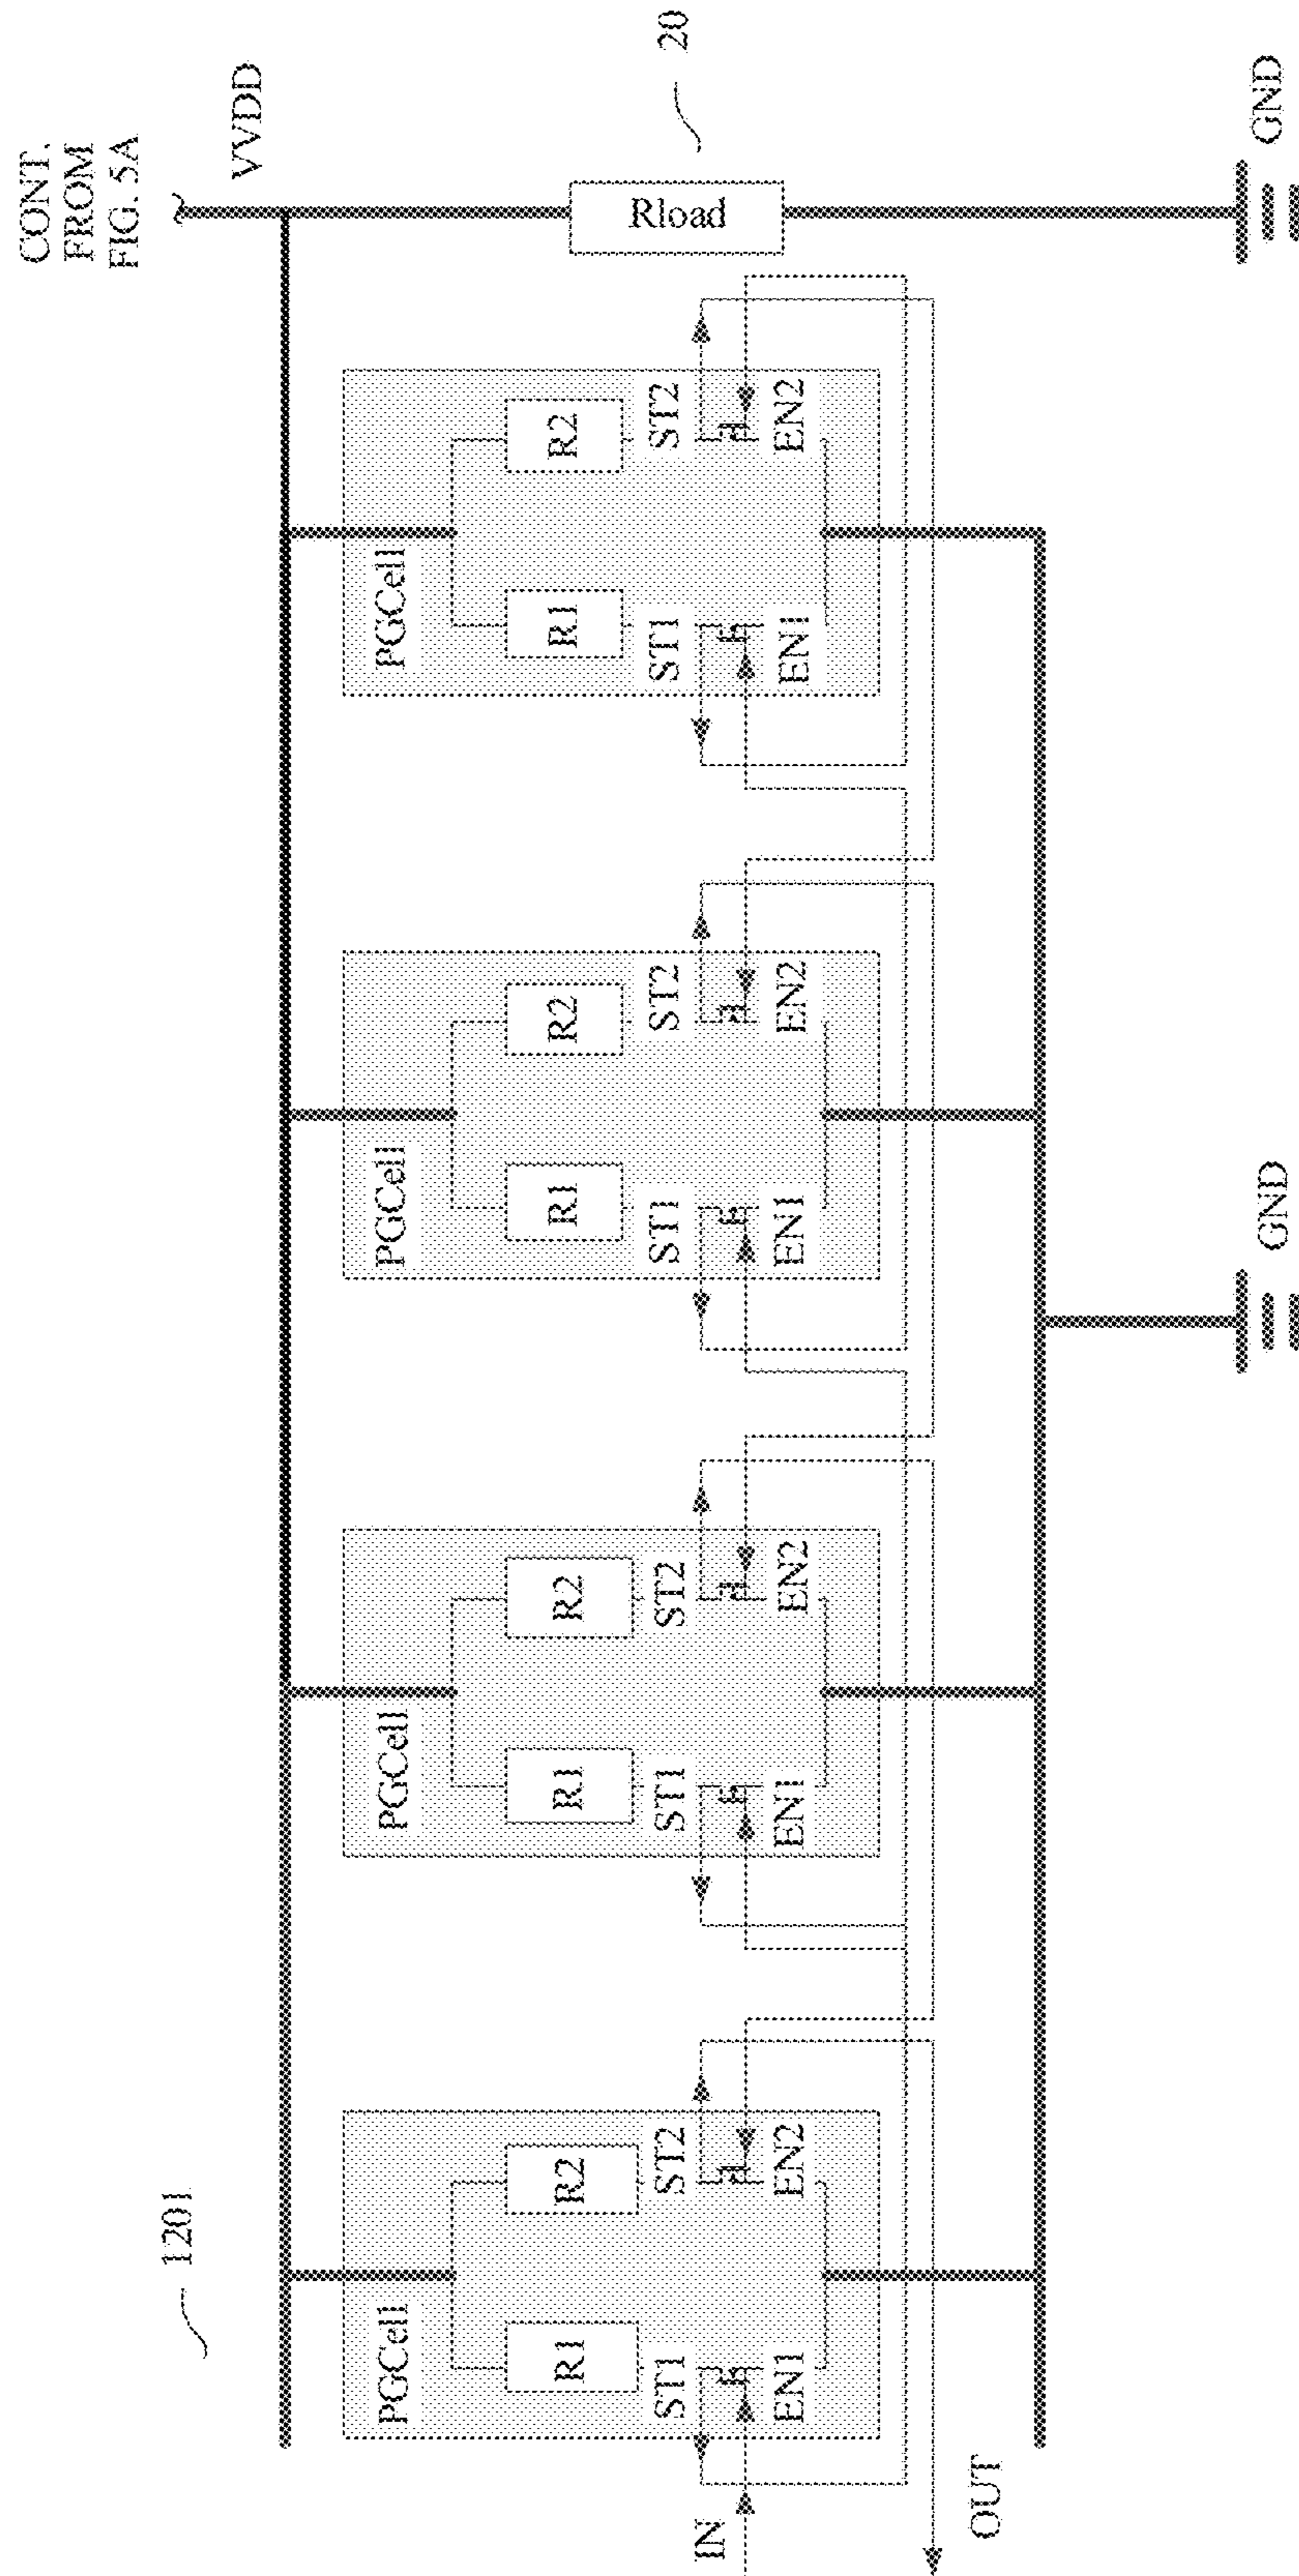 CONT.
FROM
FIG. 5A
VVDD
1201
20
Rload
GND
PGCell
R1
R2
ST1
ST2
EN1
EN2
PGCell
R1
R2
ST1
ST2
EN1
EN2
PGCell
R1
R2
ST1
ST2
EN1
EN2
PGCell
R1
R2
ST1
ST2
EN1
EN2
IN
OUT
GND